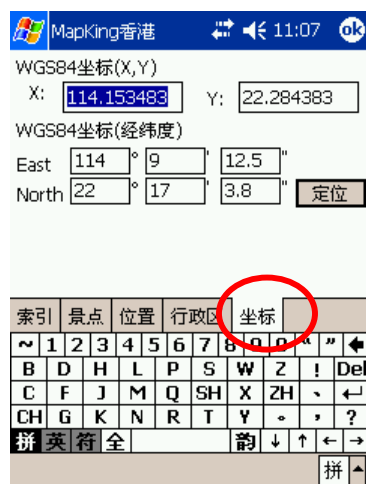 MapKing香港 11:07 ok
WGS84坐标(X,Y)
X: 114.153483 Y: 22.284383
WGS84坐标(经纬度)
East 114 ° 9 ' 12.5 "
North 22 ° 17 ' 3.8 " 定位
索引 景点 位置 行政区 坐标
~ 1 2 3 4 5 6 7 8 9 0 “ ”
B D H L P S W Z ! Del
C F J M Q SH X ZH 、
CH G K N R T Y 。 , ?
拼 英 符 全 韵 ↓ ↑ ← →
拼